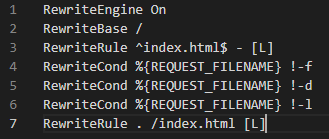 1 RewriteEngine On
2 RewriteBase /
3 RewriteRule ^index.html$ - [L]
4 RewriteCond %{REQUEST_FILENAME} !-f
5 RewriteCond %{REQUEST_FILENAME} !-d
6 RewriteCond %{REQUEST_FILENAME} !-l
7 RewriteRule . /index.html [L]